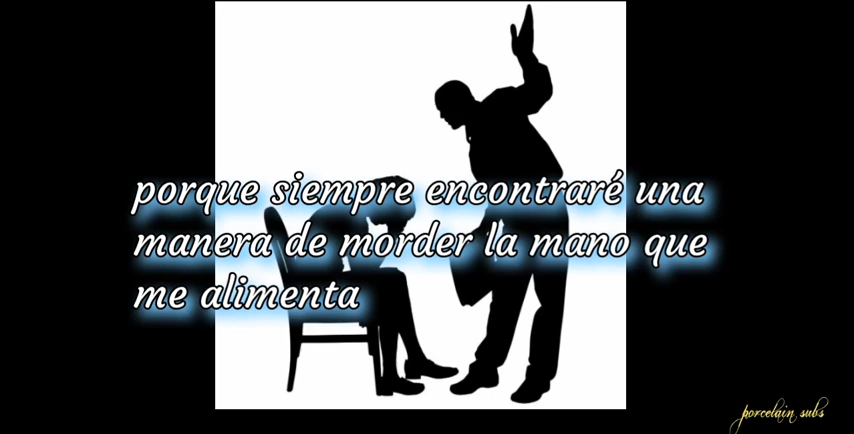 porque siempre encontraré una
manera de morder la mano que
me alimenta
porcelain subs